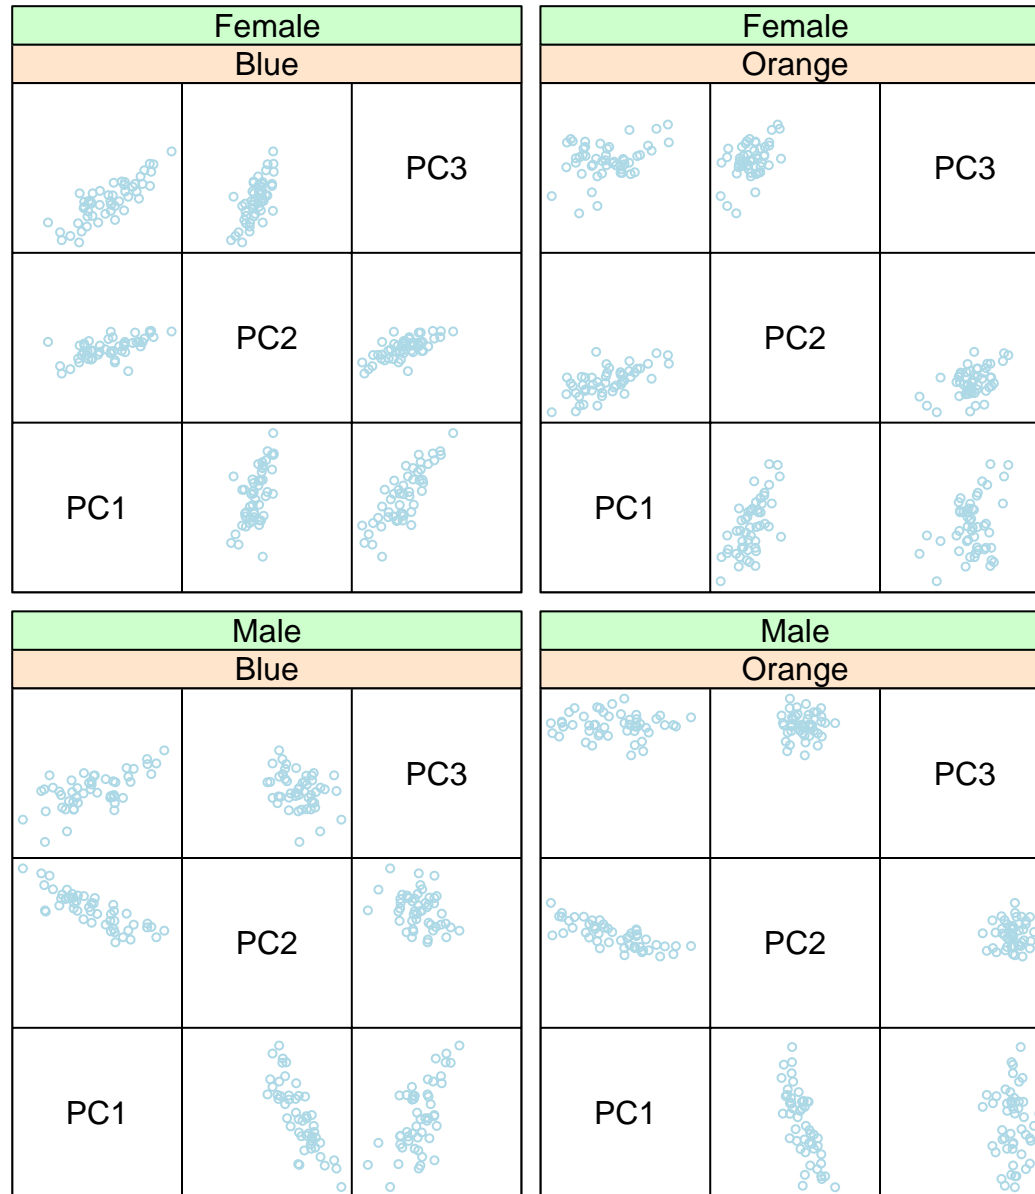 Female
Blue
PC3
PC2
PC1
Female
Orange
PC3
PC2
PC1
Male
Blue
PC3
PC2
PC1
Male
Orange
PC3
PC2
PC1